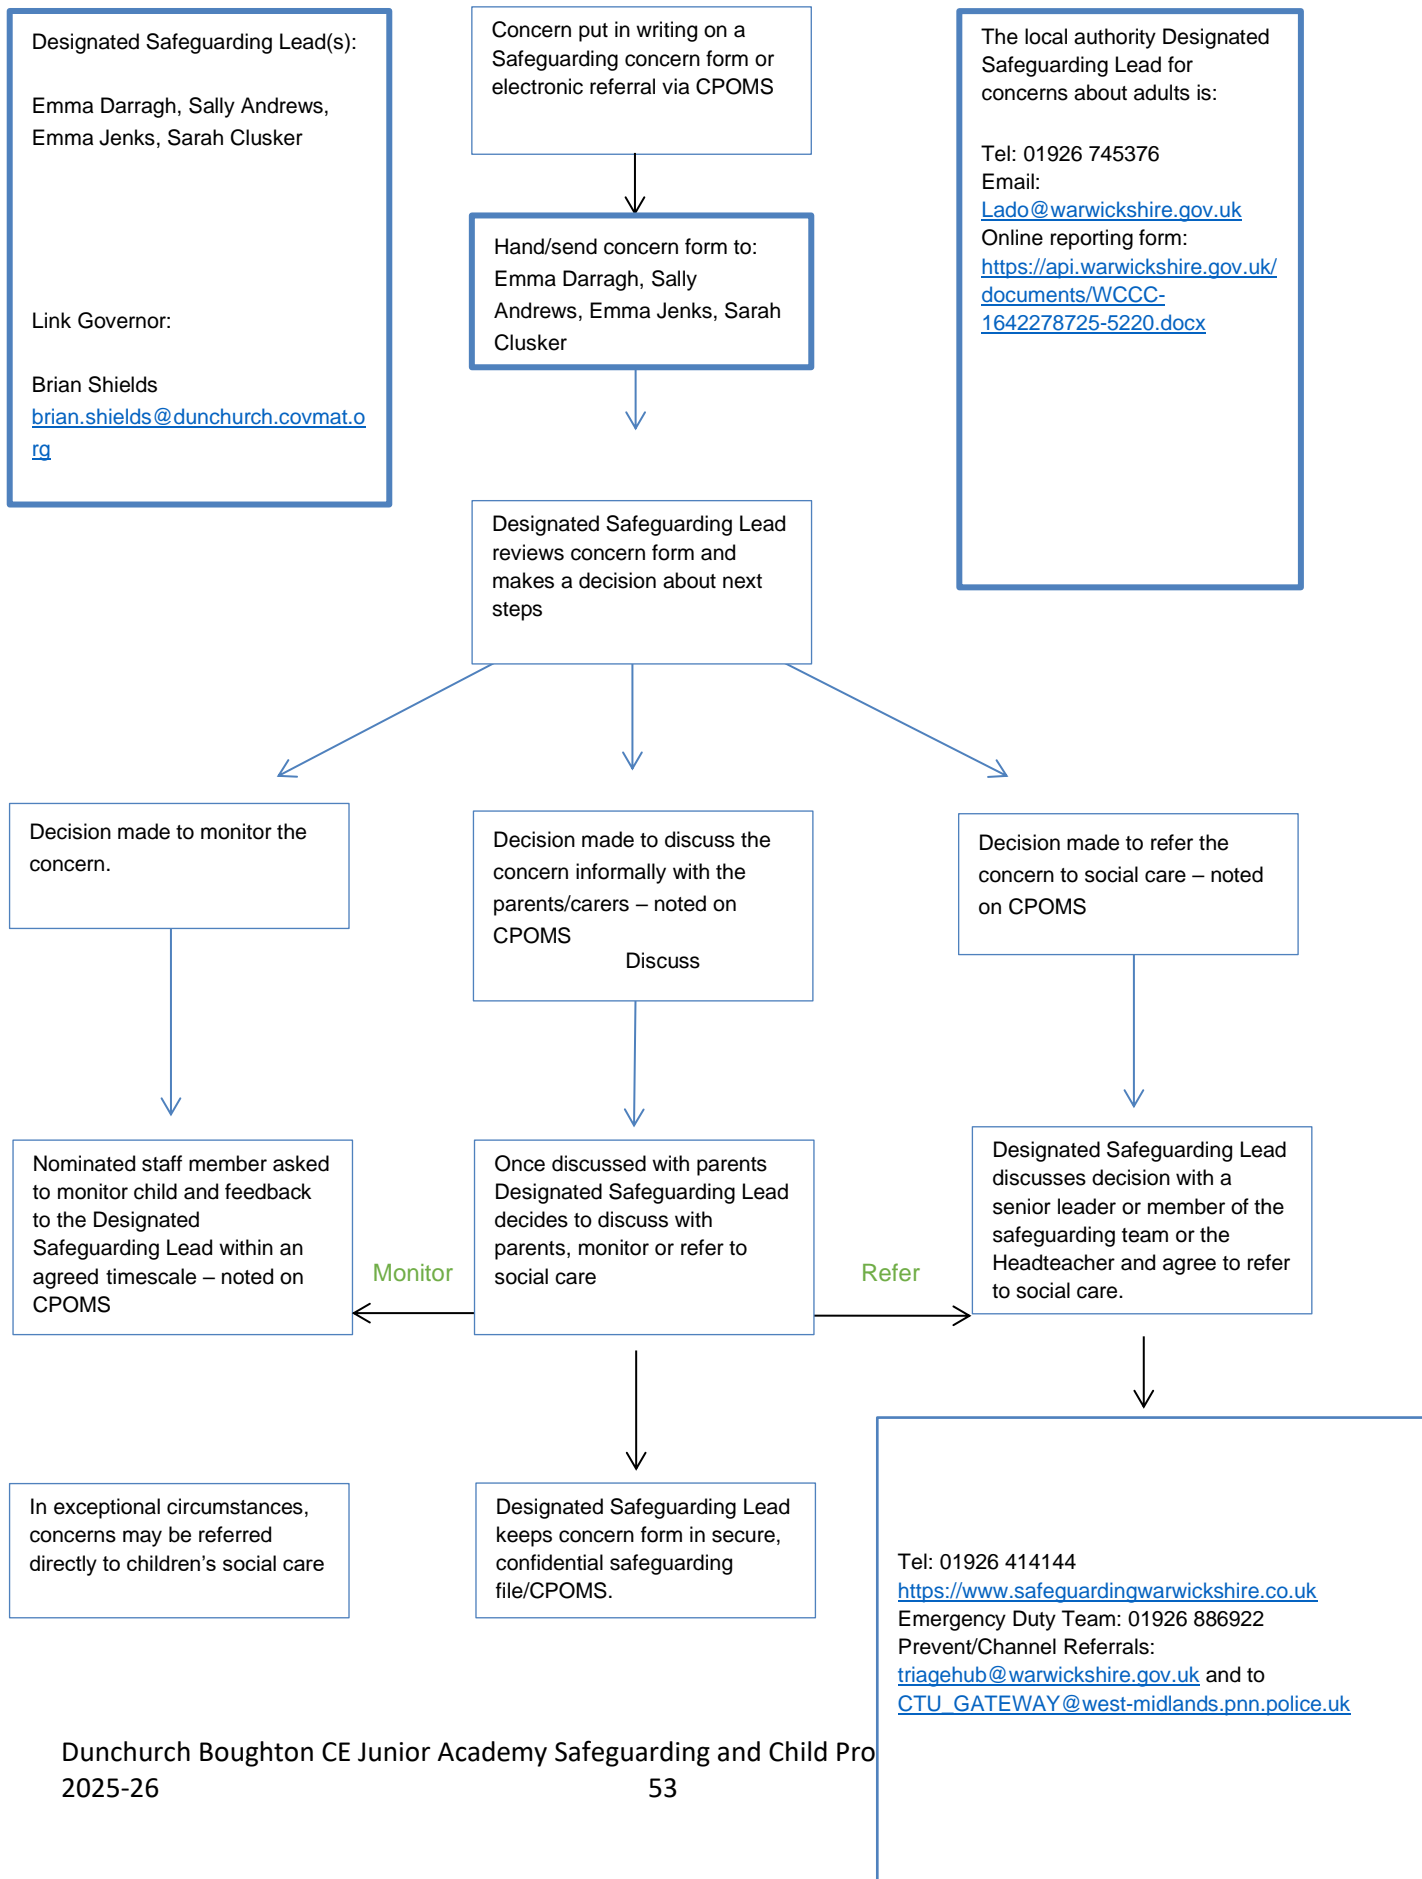 Designated Safeguarding Lead(s):
Emma Darragh, Sally Andrews,
Emma Jenks, Sarah Clusker
Link Governor:
Brian Shields
brian.shields@dunchurch.covmat.o
rg
Concern put in writing on a
Safeguarding concern form or
electronic referral via CPOMS
Hand/send concern form to:
Emma Darragh, Sally
Andrews, Emma Jenks, Sarah
Clusker
The local authority Designated
Safeguarding Lead for
concerns about adults is:
Tel: 01926 745376
Email:
Lado@warwickshire.gov.uk
Online reporting form:
https://api.warwickshire.gov.uk/
documents/WCCC-
1642278725-5220.docx
Designated Safeguarding Lead
reviews concern form and
makes a decision about next
steps
Decision made to monitor the
concern.
Decision made to discuss the
concern informally with the
parents/carers – noted on
CPOMS
Discuss
Decision made to refer the
concern to social care – noted
on CPOMS
Nominated staff member asked
to monitor child and feedback
to the Designated
Safeguarding Lead within an
agreed timescale – noted on
CPOMS
Monitor
Once discussed with parents
Designated Safeguarding Lead
decides to discuss with
parents, monitor or refer to
social care
Refer
Designated Safeguarding Lead
discusses decision with a
senior leader or member of the
safeguarding team or the
Headteacher and agree to refer
to social care.
In exceptional circumstances,
concerns may be referred
directly to children's social care
Designated Safeguarding Lead
keeps concern form in secure,
confidential safeguarding
file/CPOMS.
Tel: 01926 414144
https://www.safeguardingwarwickshire.co.uk
Emergency Duty Team: 01926 886922
Prevent/Channel Referrals:
triagehub@warwickshire.gov.uk and to
CTU_GATEWAY@west-midlands.pnn.police.uk
Dunchurch Boughton CE Junior Academy Safeguarding and Child Pro
2025-26 53